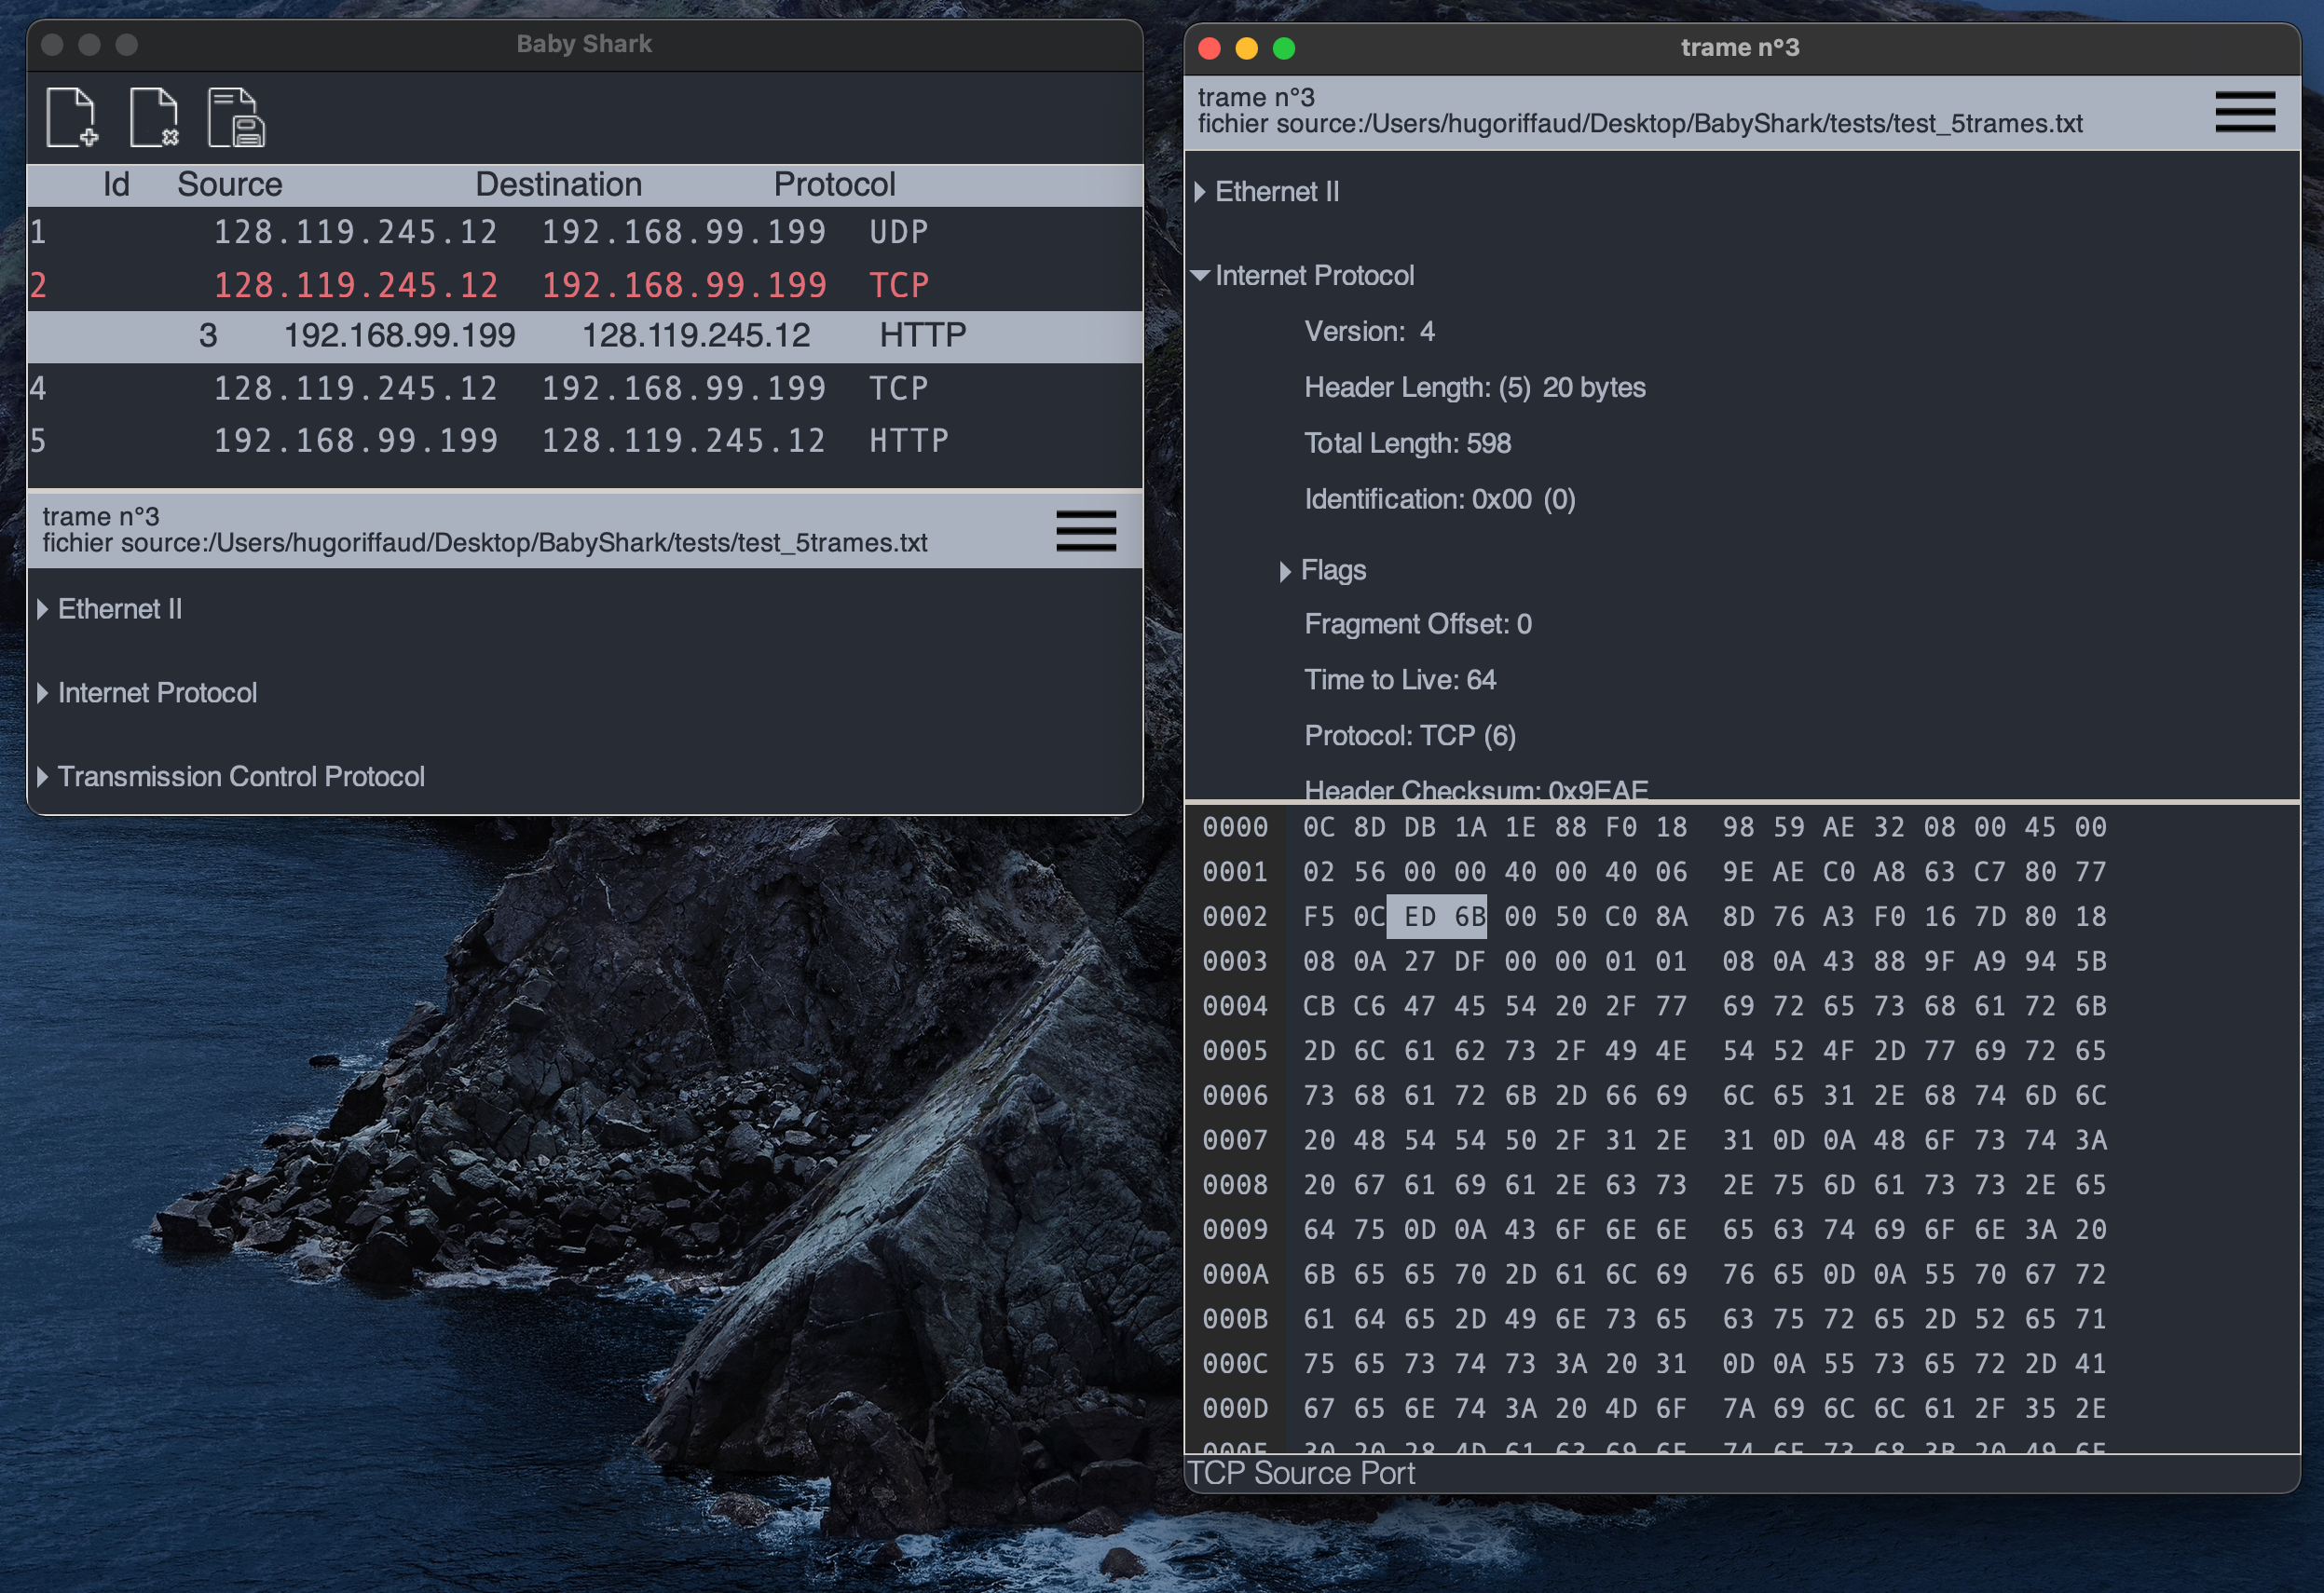 Baby Shark
Id Source Destination Protocol
1 128.119.245.12 192.168.99.199 UDP
2 128.119.245.12 192.168.99.199 TCP
3 192.168.99.199 128.119.245.12 HTTP
4 128.119.245.12 192.168.99.199 TCP
5 192.168.99.199 128.119.245.12 HTTP
trame n°3
fichier source:/Users/hugoriffaud/Desktop/BabyShark/tests/test_5trames.txt
Ethernet II
Internet Protocol
Transmission Control Protocol
trame n°3
trame n°3
fichier source:/Users/hugoriffaud/Desktop/BabyShark/tests/test_5trames.txt
Ethernet II
Internet Protocol
Version: 4
Header Length: (5) 20 bytes
Total Length: 598
Identification: 0x00 (0)
Flags
Fragment Offset: 0
Time to Live: 64
Protocol: TCP (6)
Header Checksum: 0x9EAE
0000 0C 8D DB 1A 1E 88 F0 18 98 59 AE 32 08 00 45 00
0001 02 56 00 00 40 00 40 06 9E AE C0 A8 63 C7 80 77
0002 F5 0C ED 6B 00 50 C0 8A 8D 76 A3 F0 16 7D 80 18
0003 08 0A 27 DF 00 00 01 01 08 0A 43 88 9F A9 94 5B
0004 CB C6 47 45 54 20 2F 77 69 72 65 73 68 61 72 6B
0005 2D 6C 61 62 73 2F 49 4E 54 52 4F 2D 77 69 72 65
0006 73 68 61 72 6B 2D 66 69 6C 65 31 2E 68 74 6D 6C
0007 20 48 54 54 50 2F 31 2E 31 0D 0A 48 6F 73 74 3A
0008 20 67 61 69 61 2E 63 73 2E 75 6D 61 73 73 2E 65
0009 64 75 0D 0A 43 6F 6E 6E 65 63 74 69 6F 6E 3A 20
000A 6B 65 65 70 2D 61 6C 69 76 65 0D 0A 55 70 67 72
000B 61 64 65 2D 49 6E 73 65 63 75 72 65 2D 52 65 71
000C 75 65 73 74 73 3A 20 31 0D 0A 55 73 65 72 2D 41
000D 67 65 6E 74 3A 20 4D 6F 7A 69 6C 6C 61 2F 35 2E
000E 30 20 28 4D 61 63 69 6E 74 6F 73 68 3B 20 49 6E
TCP Source Port